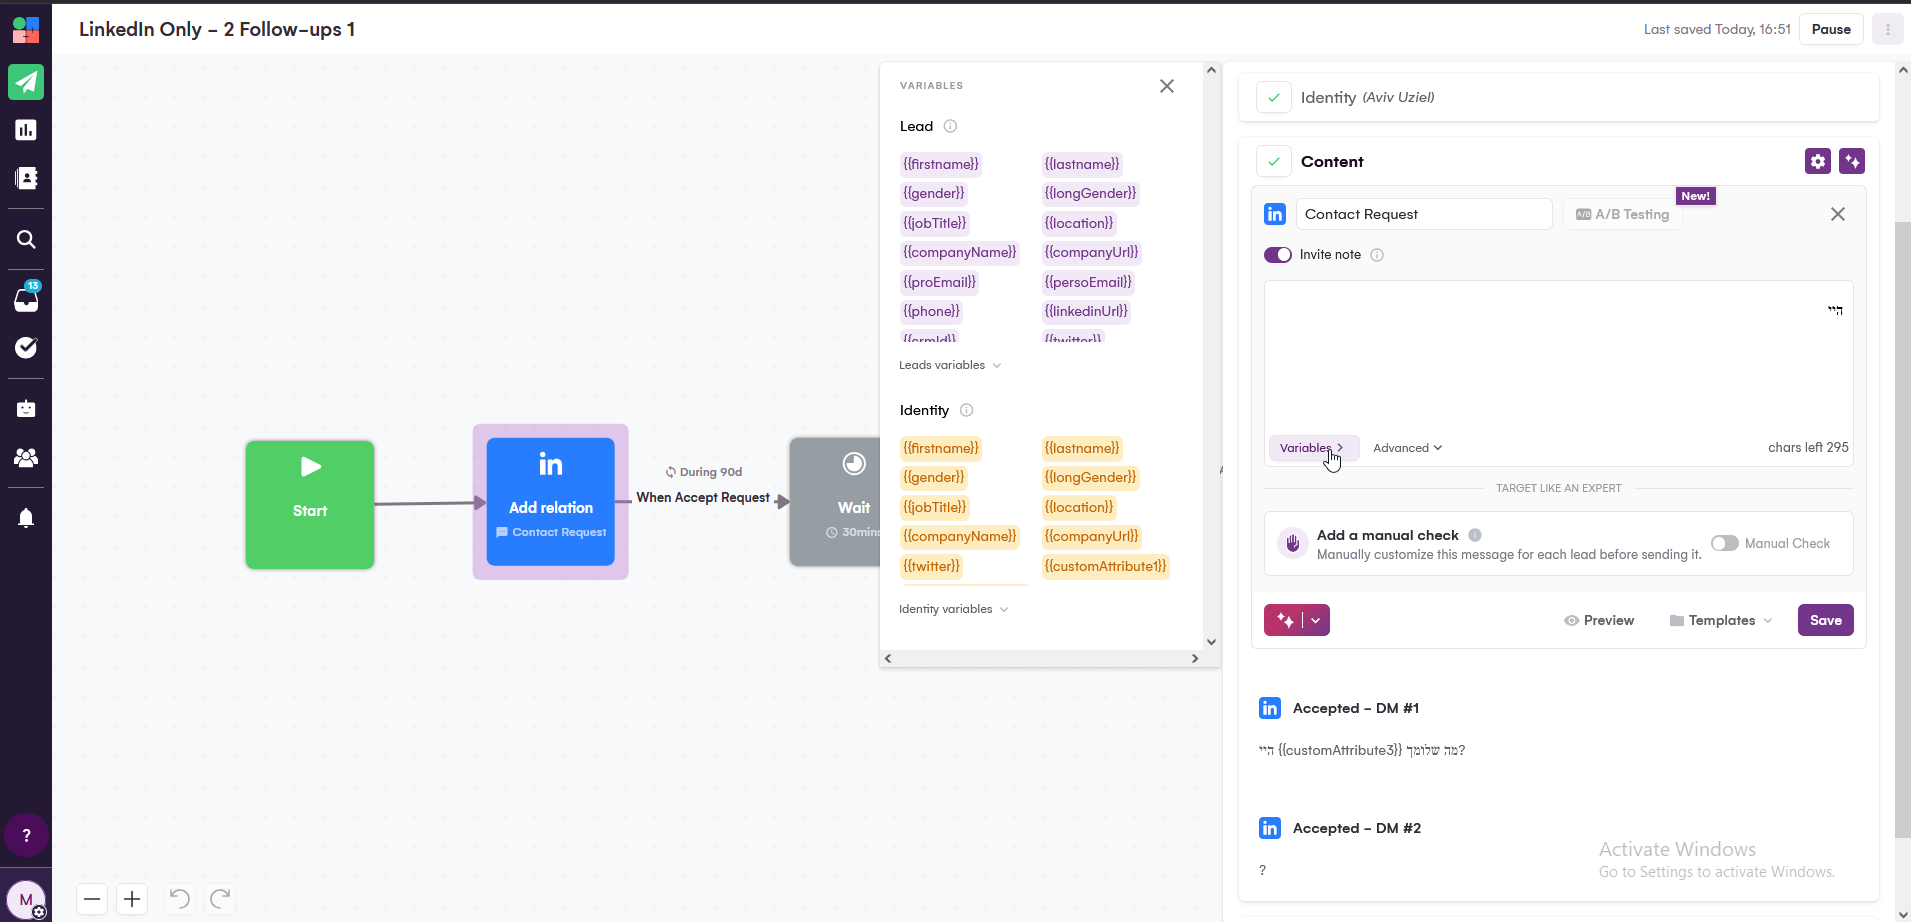 LinkedIn Only - 2 Follow-ups 1
Last saved Today, 16:51
Pause
13
?
M
Start
Add relation
Contact Request
During 90d
When Accept Request
Wait
30mins
VARIABLES
Lead
{{firstname}} {{lastname}}
{{gender}} {{longGender}}
{{jobTitle}} {{location}}
{{companyName}} {{companyUrl}}
{{proEmail}} {{persoEmail}}
{{phone}} {{linkedinUrl}}
{{crmId}} {{twitter}}
Leads variables
Identity
{{firstname}} {{lastname}}
{{gender}} {{longGender}}
{{jobTitle}} {{location}}
{{companyName}} {{companyUrl}}
{{twitter}} {{customAttribute1}}
Identity variables
Identity (Aviv Uziel)
Content
New!
in Contact Request
A/B A/B Testing
Invite note
היי
Variables
Advanced
chars left 295
TARGET LIKE AN EXPERT
Add a manual check
Manually customize this message for each lead before sending it.
Manual Check
Preview
Templates
Save
in Accepted - DM #1
היי {{customAttribute3}} מה שלומך?
in Accepted - DM #2
?
Activate Windows
Go to Settings to activate Windows.